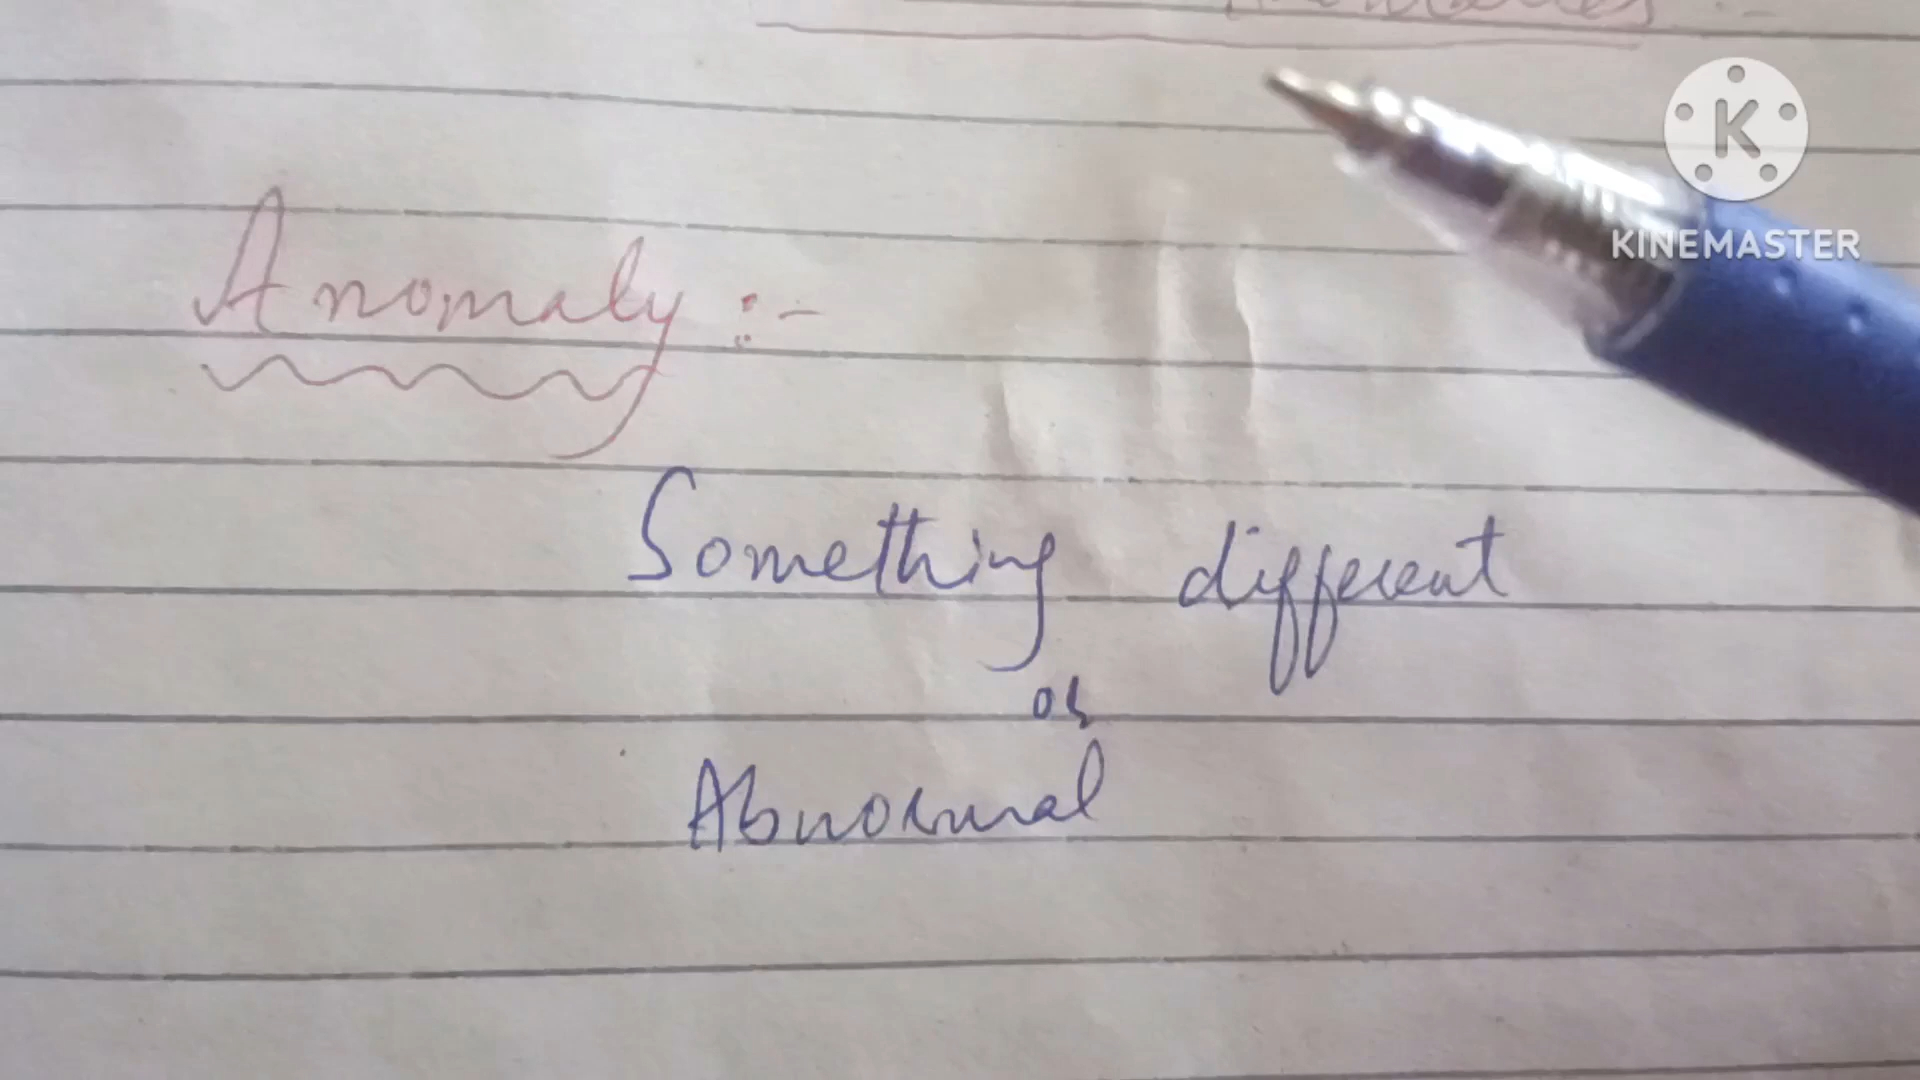 K
KINEMASTER
Anomaly :-
Something different
or
Abnormal